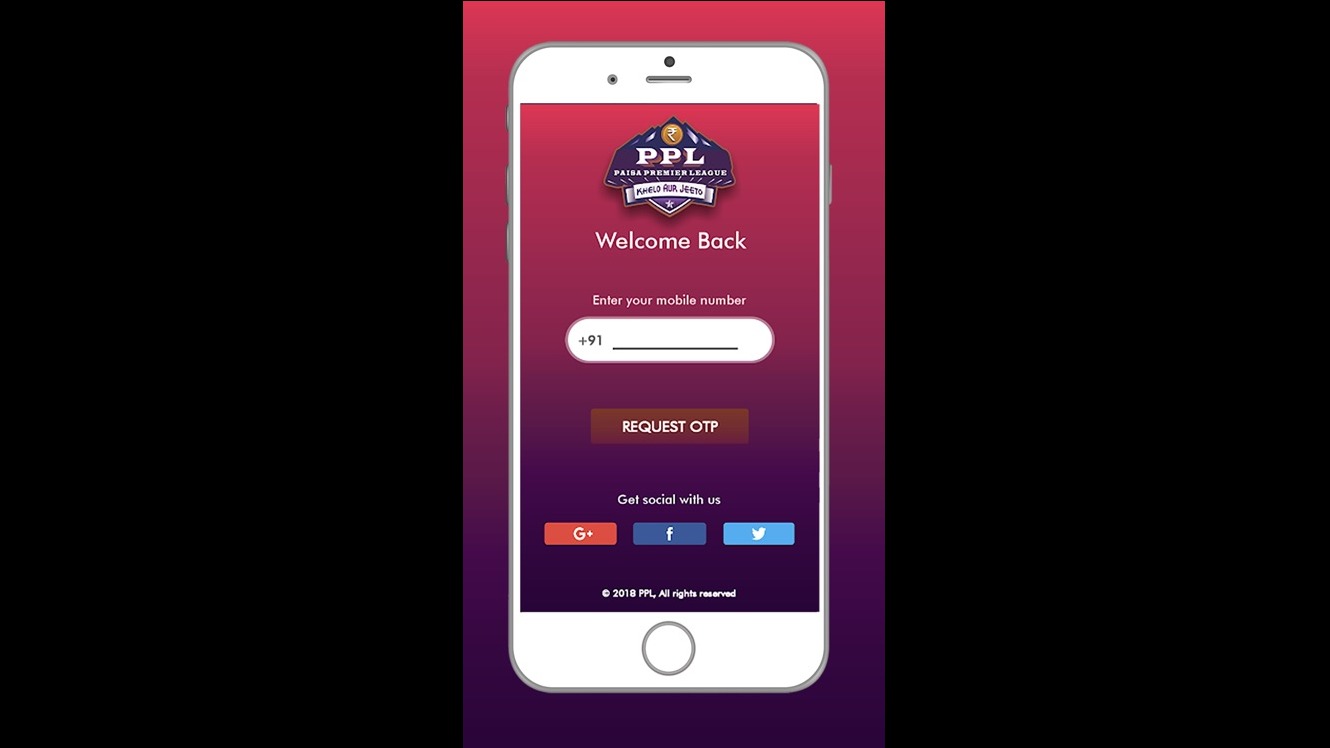 ₹
PPL
PAISA PREMIER LEAGUE
KHELO AUR JEETO
Welcome Back
Enter your mobile number
+91
REQUEST OTP
Get social with us
G+ f
© 2018 PPL, All rights reserved